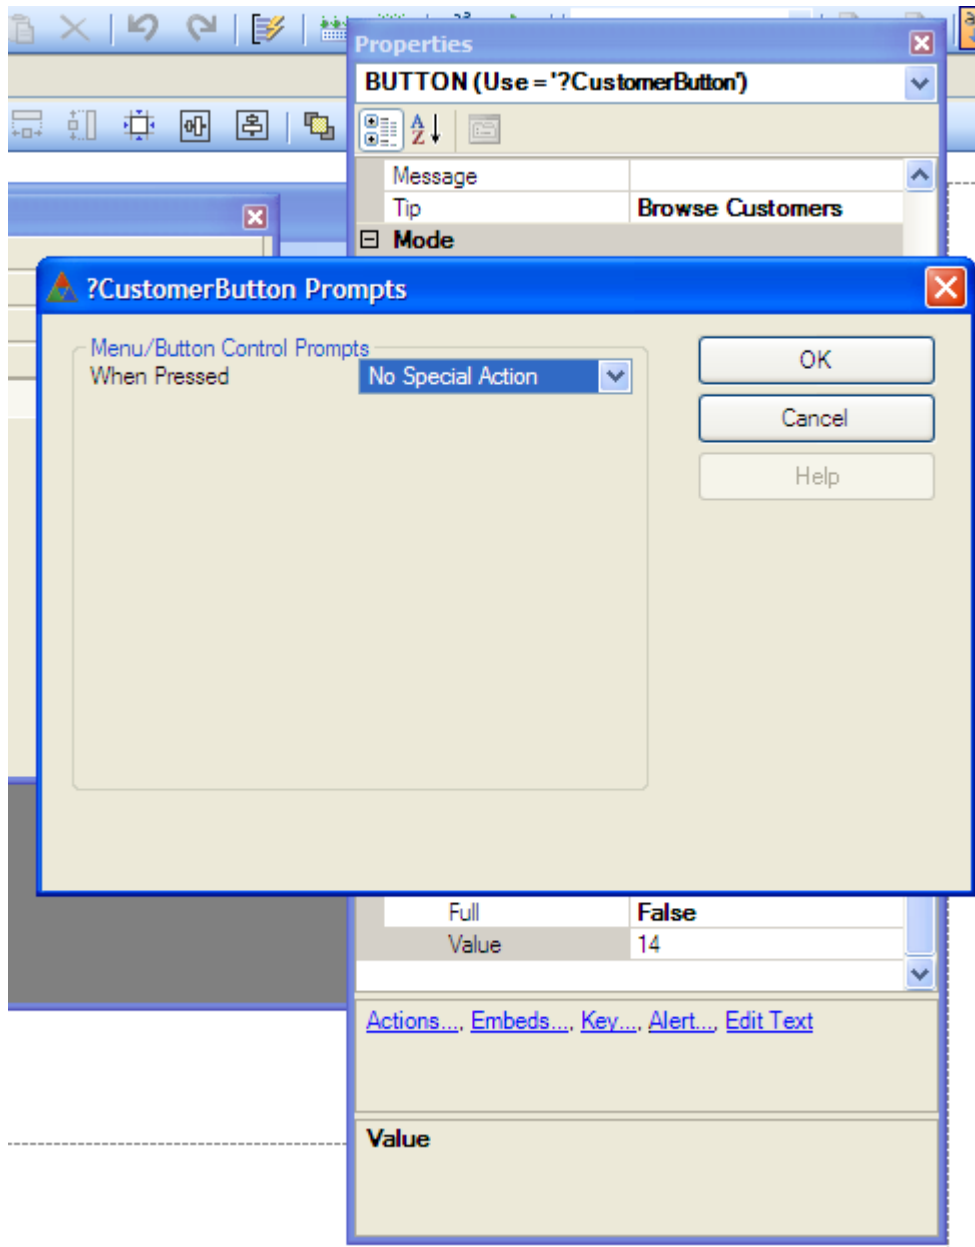 Properties
BUTTON (Use = '?CustomerButton')
Message
Tip Browse Customers
Mode
?CustomerButton Prompts
Menu/Button Control Prompts
When Pressed No Special Action
OK
Cancel
Help
Full False
Value 14
Actions..., Embeds..., Key..., Alert..., Edit Text
Value